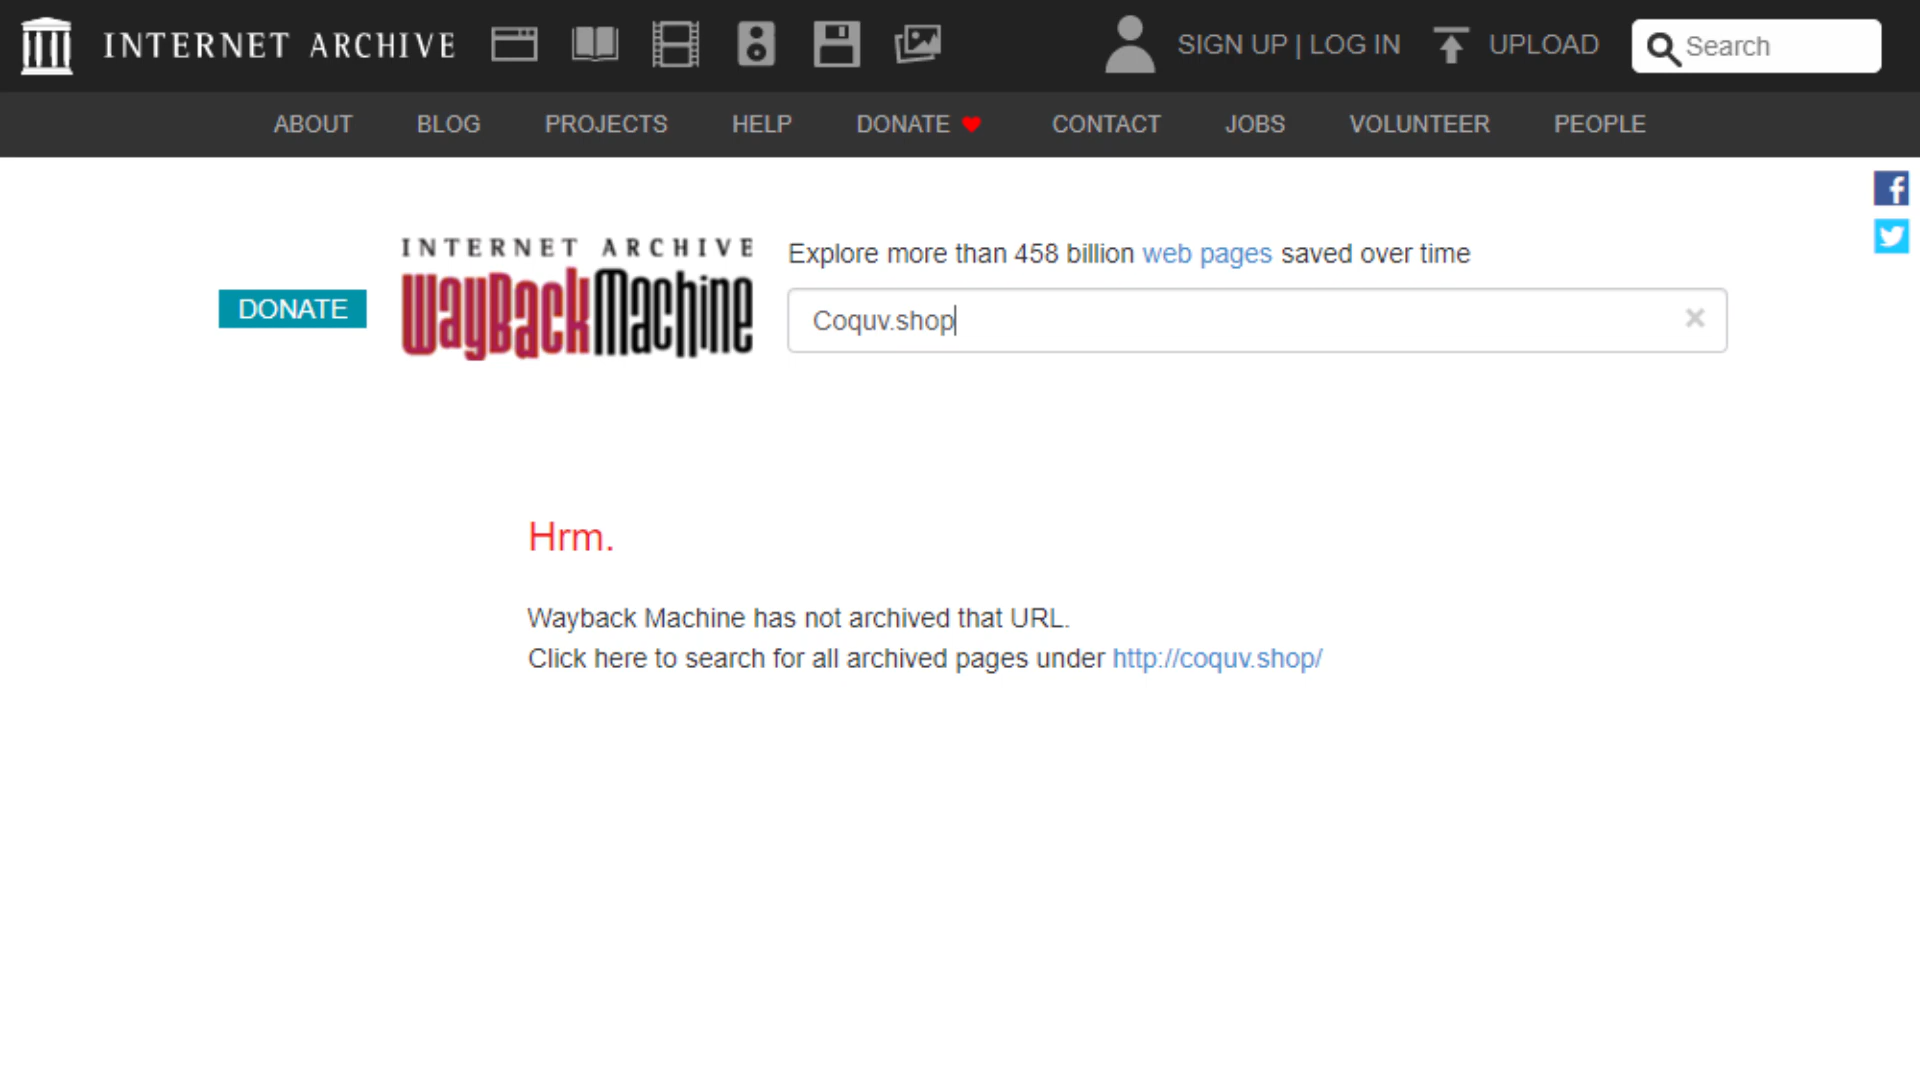 INTERNET ARCHIVE
SIGN UP | LOG IN
UPLOAD
Search
ABOUT
BLOG
PROJECTS
HELP
DONATE
CONTACT
JOBS
VOLUNTEER
PEOPLE
DONATE
INTERNET ARCHIVE
WayBackMachine
Explore more than 458 billion web pages saved over time
Coquv.shop
Hrm.
Wayback Machine has not archived that URL.
Click here to search for all archived pages under http://coquv.shop/